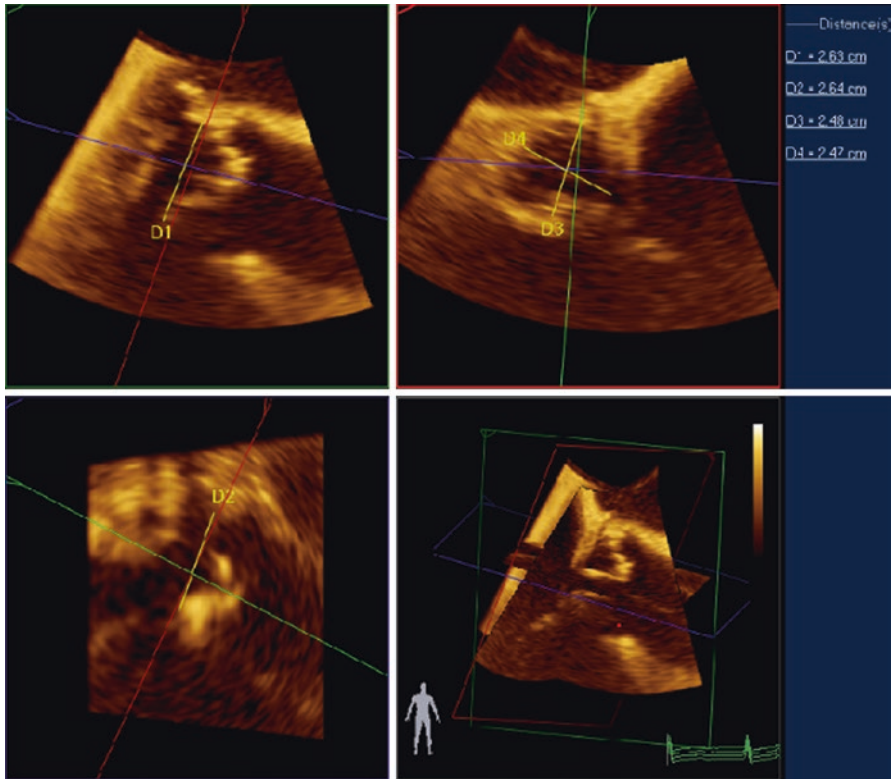 Distance(s)
D1 = 2.63 cm
D2 = 2.64 cm
D3 = 2.48 cm
D4 = 2.47 cm
D4
D1
D3
D2